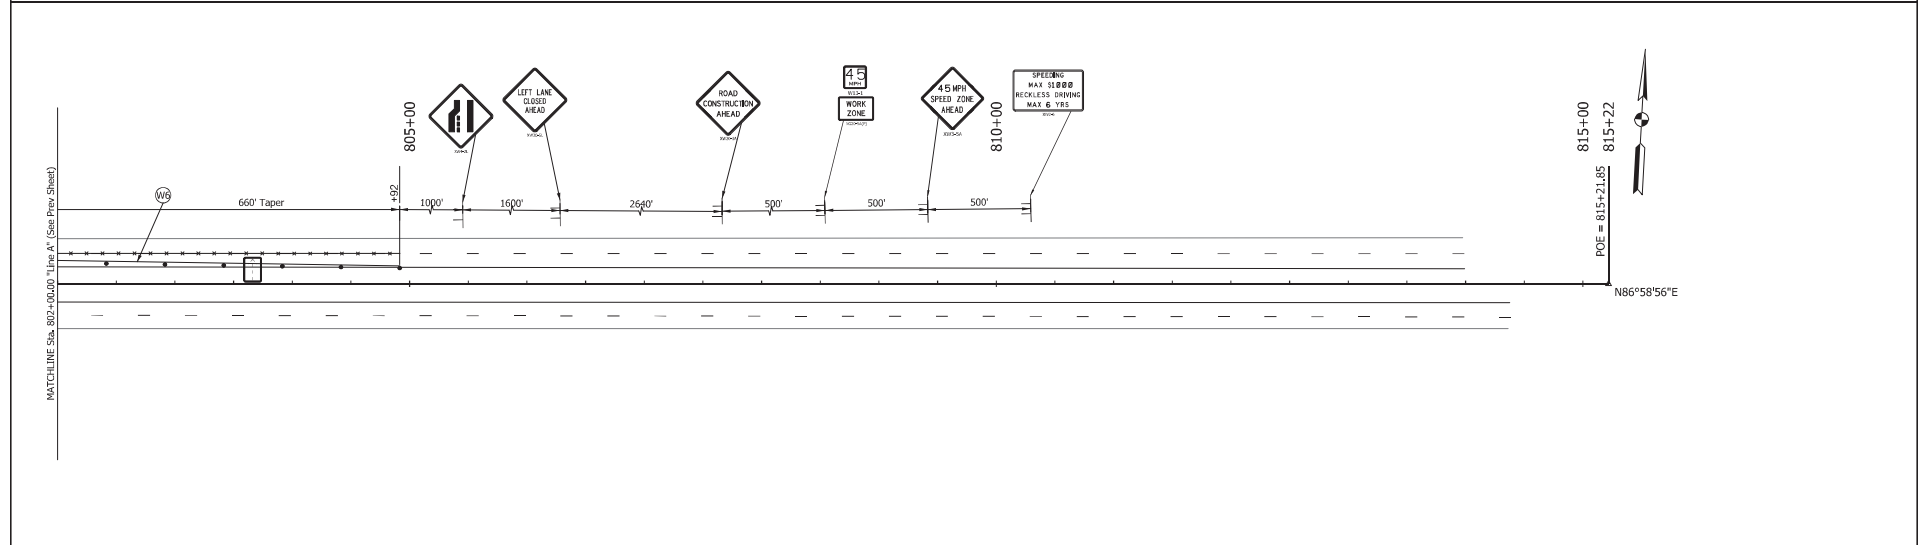 MATCHLINE Sta. 802+00.00 "Line A" (See Prev Sheet)
W6
660' Taper
+92
805+00
1000'
LEFT LANE
CLOSED
AHEAD
1600'
2640'
ROAD
CONSTRUCTION
AHEAD
500'
45
MPH
W13-1
WORK
ZONE
500'
45 MPH
SPEED ZONE
AHEAD
500'
810+00
SPEEDING
MAX $1000
RECKLESS DRIVING
MAX 6 YRS
815+00
815+22
POE = 815+21.85
N86°58'56"E